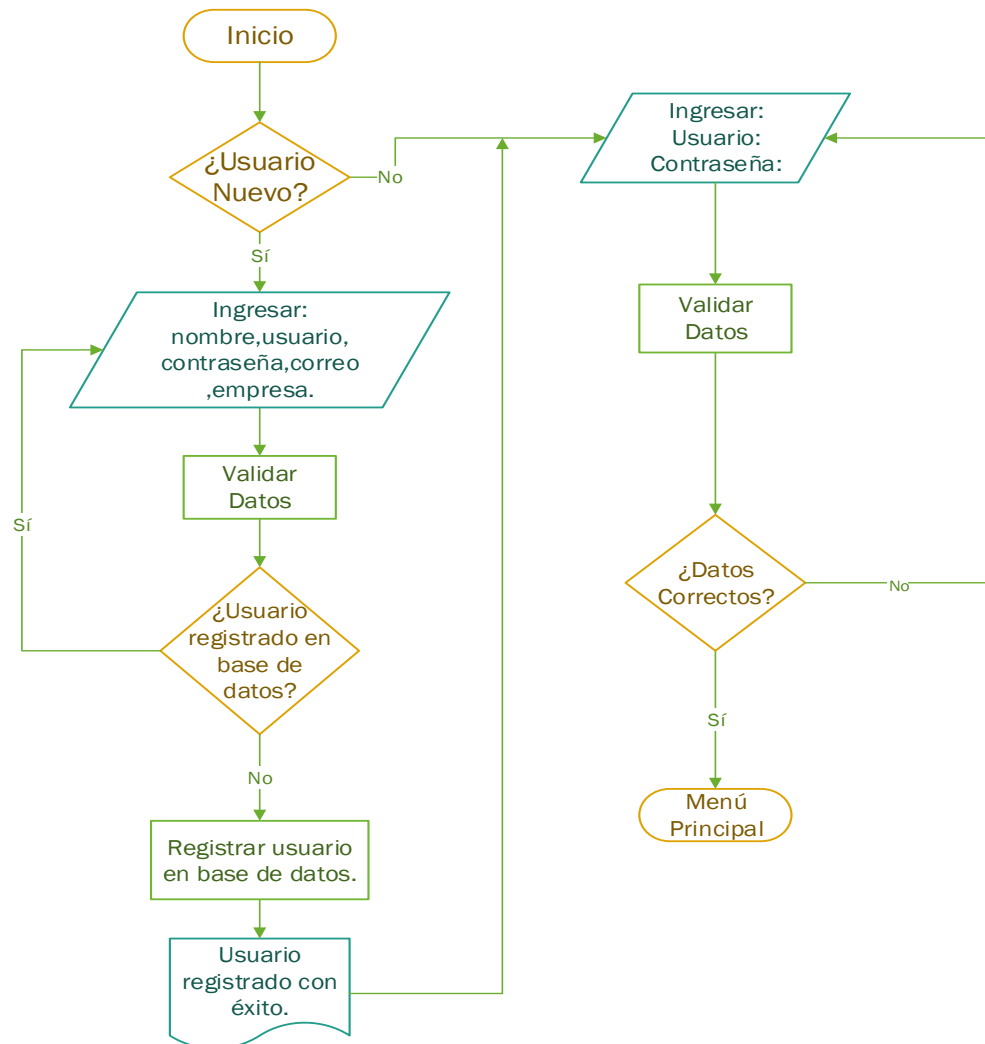 Inicio
¿Usuario
Nuevo?
No
Sí
Ingresar:
nombre,usuario,
contraseña,correo
,empresa.
Validar
Datos
Sí
¿Usuario
registrado en
base de
datos?
No
Registrar usuario
en base de datos.
Usuario
registrado con
éxito.
Ingresar:
Usuario:
Contraseña:
Validar
Datos
¿Datos
Correctos?
No
Sí
Menú
Principal